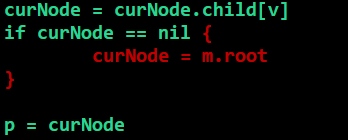 curNode = curNode.child[v]
if curNode == nil {
        curNode = m.root
}

p = curNode